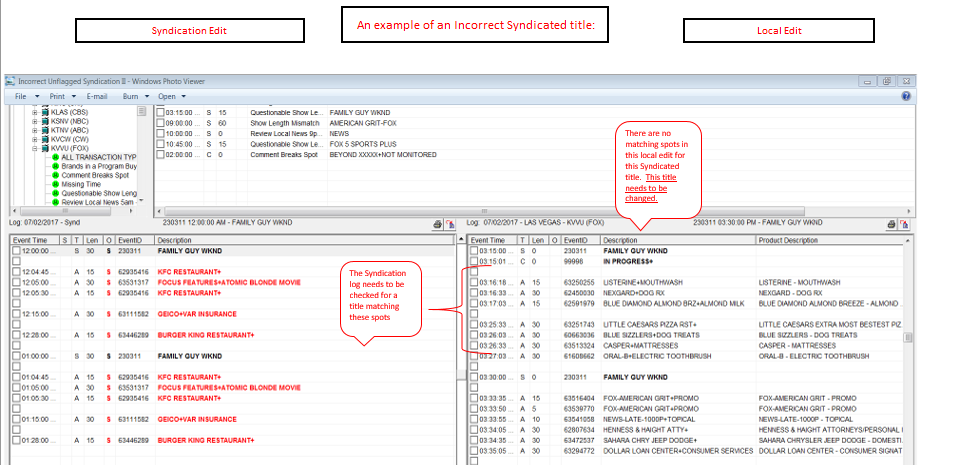 Syndication Edit
An example of an Incorrect Syndicated title:
Local Edit
Incorrect Unflagged Syndication II - Windows Photo Viewer
File Print E-mail Burn Open
KLAS (CBS)
KSNV (NBC)
KTNV (ABC)
KVCW (CW)
KVVU (FOX)
ALL TRANSACTION TYP
Brands in a Program Buy
Comment Breaks Spot
Missing Time
Questionable Show Leng
Review Local News 5am -
03:15:00 ... S 15 Questionable Show Le... FAMILY GUY WKND
09:00:00 ... S 60 Show Length Mismatch AMERICAN GRIT-FOX
10:00:00 ... S 0 Review Local News 9p... NEWS
10:45:00 ... S 15 Questionable Show Le... FOX 5 SPORTS PLUS
02:00:00 ... C 0 Comment Breaks Spot BEYOND XXXXX+NOT MONITORED
There are no
matching spots in
this local edit for
this Syndicated
title. This title
needs to be
changed.
Log: 07/02/2017 - Synd 230311 12:00:00 AM - FAMILY GUY WKND
Event Time S T Len O EventID Description
12:00:00 ... S 30 S 230311 FAMILY GUY WKND
12:04:45 ... A 15 S 62935416 KFC RESTAURANT+
12:05:00 ... A 30 S 63531317 FOCUS FEATURES+ATOMIC BLONDE MOVIE
12:05:30 ... A 15 S 62935416 KFC RESTAURANT+
12:15:00 ... A 30 S 63111582 GEICO+VAR INSURANCE
12:28:00 ... A 15 S 63446289 BURGER KING RESTAURANT+
01:00:00 ... S 30 S 230311 FAMILY GUY WKND
01:04:45 ... A 15 S 62935416 KFC RESTAURANT+
01:05:00 ... A 30 S 63531317 FOCUS FEATURES+ATOMIC BLONDE MOVIE
01:05:30 ... A 15 S 62935416 KFC RESTAURANT+
01:15:00 ... A 30 S 63111582 GEICO+VAR INSURANCE
01:28:00 ... A 15 S 63446289 BURGER KING RESTAURANT+
The Syndication
log needs to be
checked for a
title matching
these spots
Log: 07/02/2017 - LAS VEGAS - KVVU (FOX) 230311 03:30:00 PM - FAMILY GUY WKND
Event Time T Len O EventID Description Product Description
03:15:00 ... S 0 230311 FAMILY GUY WKND
03:15:01 ... C 0 99998 IN PROGRESS+
03:16:18 ... A 15 63250255 LISTERINE+MOUTHWASH LISTERINE - MOUTHWASH
03:16:33 ... A 30 62450030 NEXGARD+DOG RX NEXGARD - DOG RX
03:17:03 ... A 15 62591979 BLUE DIAMOND ALMOND BRZ+ALMOND MILK BLUE DIAMOND ALMOND BREEZE - ALMOND ...
03:25:33 ... A 30 63251743 LITTLE CAESARS PIZZA RST+ LITTLE CAESARS EXTRA MOST BESTEST PIZ...
03:26:03 ... A 30 60663036 BLUE SIZZLERS+DOG TREATS BLUE SIZZLERS - DOG TREATS
03:26:33 ... A 30 63513324 CASPER+MATTRESSES CASPER - MATTRESSES
03:27:03 ... A 30 61608662 ORAL-B+ELECTRIC TOOTHBRUSH ORAL-B - ELECTRIC TOOTHBRUSH
03:30:00 ... S 0 230311 FAMILY GUY WKND
03:33:35 ... A 15 63516404 FOX-AMERICAN GRIT+PROMO FOX-AMERICAN GRIT - PROMO
03:33:50 ... A 5 63539770 FOX-AMERICAN GRIT+PROMO FOX-AMERICAN GRIT - PROMO
03:33:55 ... A 10 63541058 NEWS-LATE-1000P+TOPICAL NEWS-LATE-1000P - TOPICAL
03:34:05 ... A 30 62807634 HENNESS & HAIGHT ATTY+ HENNESS & HAIGHT ATTORNEYS/PERSONAL
03:34:35 ... A 30 63472537 SAHARA CHRY JEEP DODGE+ SAHARA CHRYSLER JEEP DODGE - DOMESTI...
03:35:05 ... A 30 63294772 DOLLAR LOAN CENTER+CONSUMER SERVICES DOLLAR LOAN CENTER - CONSUMER SIGNAT